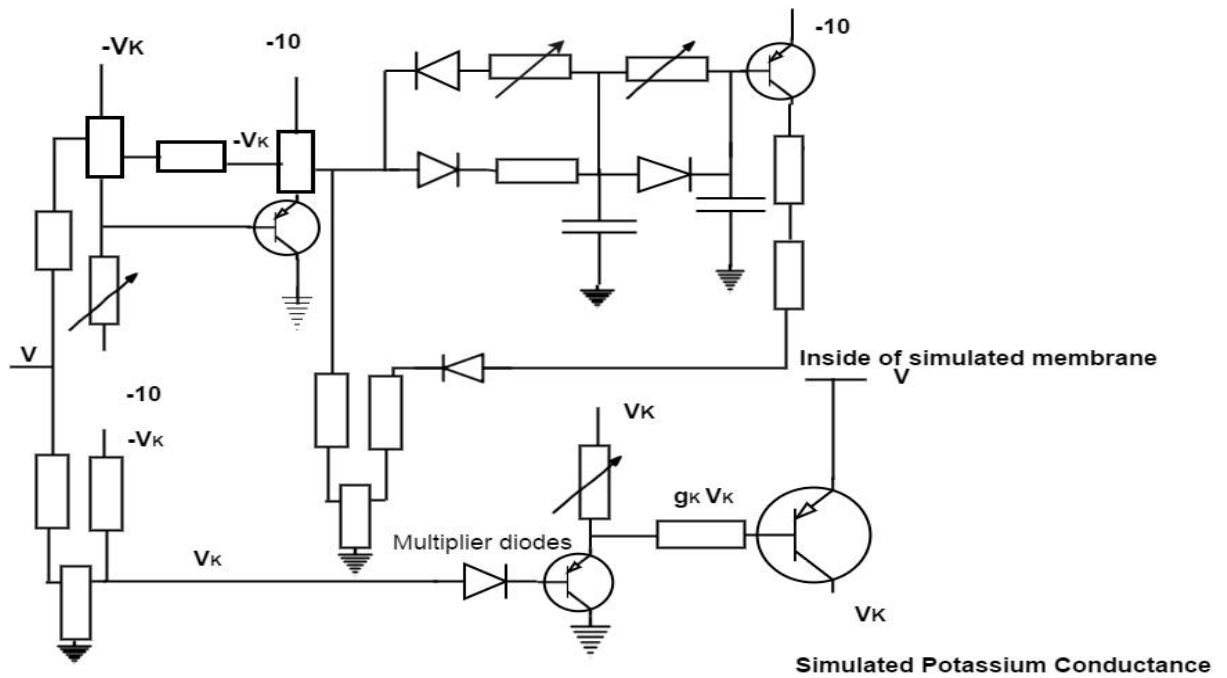 -VK
-10
-10
-VK
V
Inside of simulated membrane
V
-10
-VK
VK
gK VK
Multiplier diodes
VK
VK
Simulated Potassium Conductance